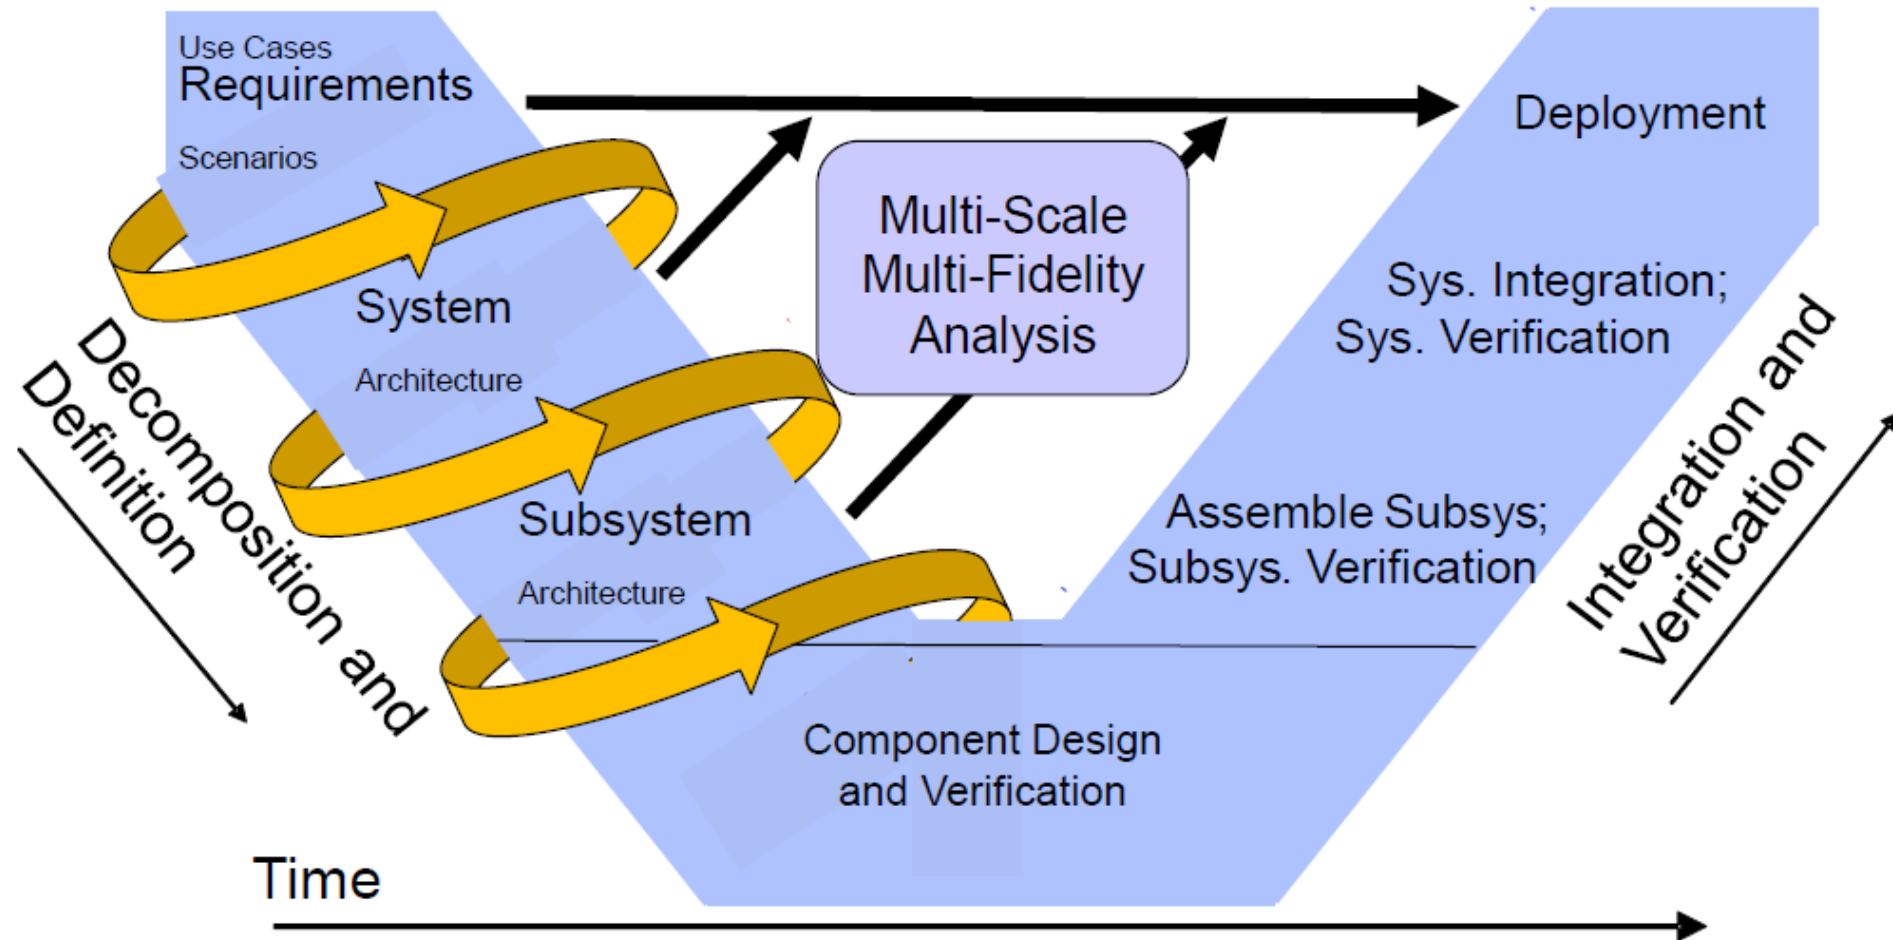 Use Cases
Requirements
Scenarios
Deployment
Multi-Scale
Multi-Fidelity
Analysis
System
Architecture
Sys. Integration;
Sys. Verification
Decomposition and
Definition
Subsystem
Architecture
Assemble Subsys;
Subsys. Verification
Integration and
Verification
Component Design
and Verification
Time